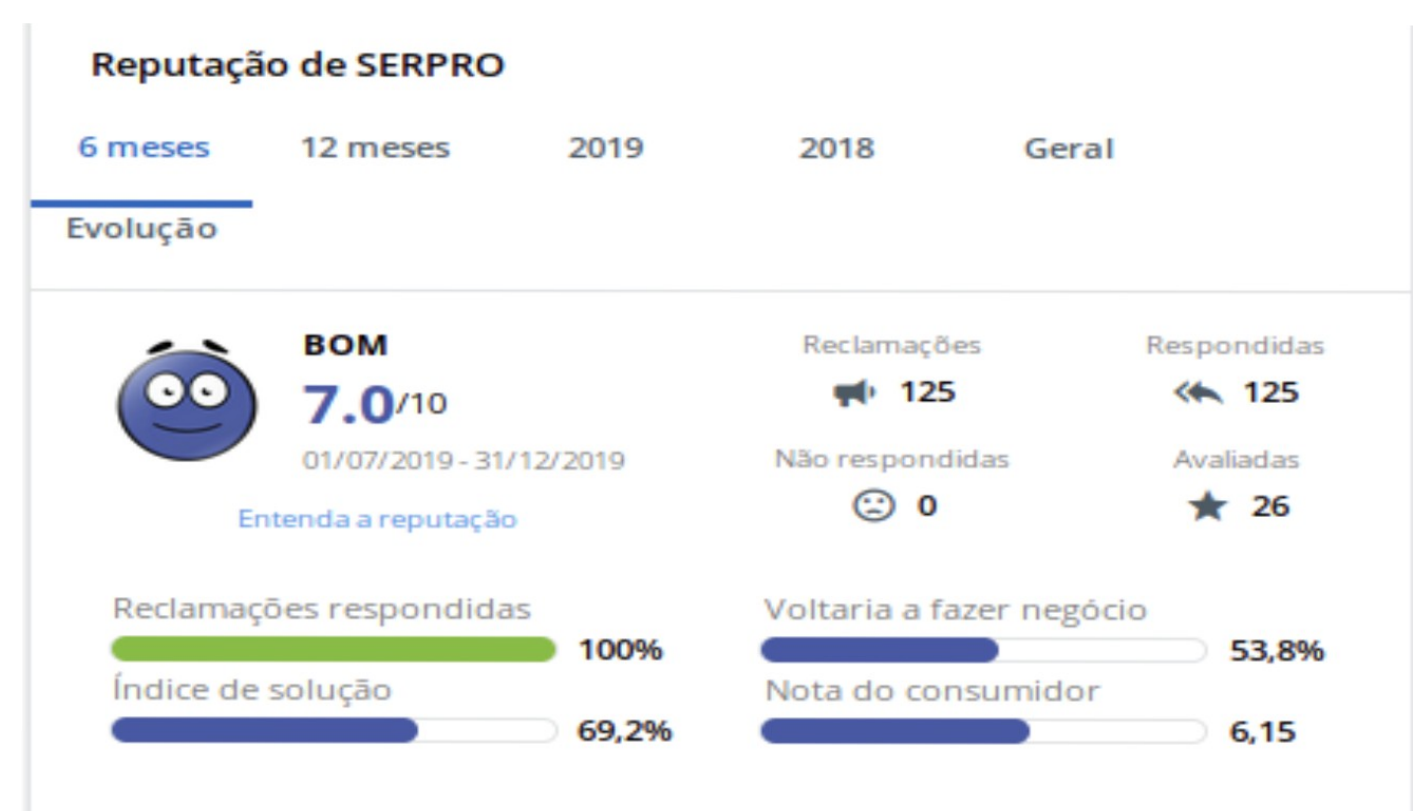 Reputação de SERPRO
6 meses 12 meses 2019 2018 Geral
Evolução
BOM
7.0/10
01/07/2019 - 31/12/2019
Entenda a reputação
Reclamações Respondidas
125 125
Não respondidas Avaliadas
0 26
Reclamações respondidas Voltaria a fazer negócio
100% 53,8%
Índice de solução Nota do consumidor
69,2% 6,15